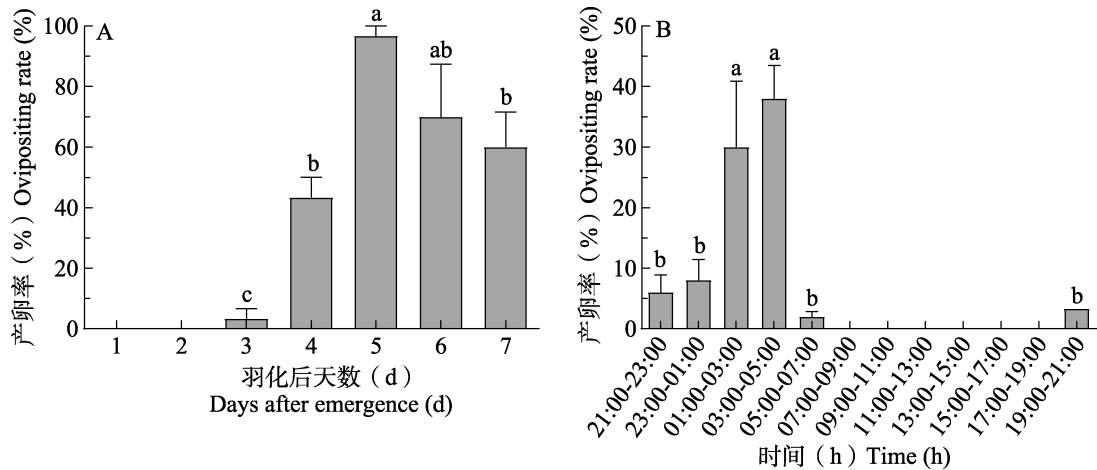 A
产卵率（%）Ovipositing rate (%)
100
80
60
40
20
0
c
b
a
ab
b
1 2 3 4 5 6 7
羽化后天数（d）
Days after emergence (d)
B
产卵率（%）Ovipositing rate (%)
50
40
30
20
10
0
b
b
a
a
b
b
21:00-23:00
23:00-01:00
01:00-03:00
03:00-05:00
05:00-07:00
07:00-09:00
09:00-11:00
11:00-13:00
13:00-15:00
15:00-17:00
17:00-19:00
19:00-21:00
时间（h）Time (h)